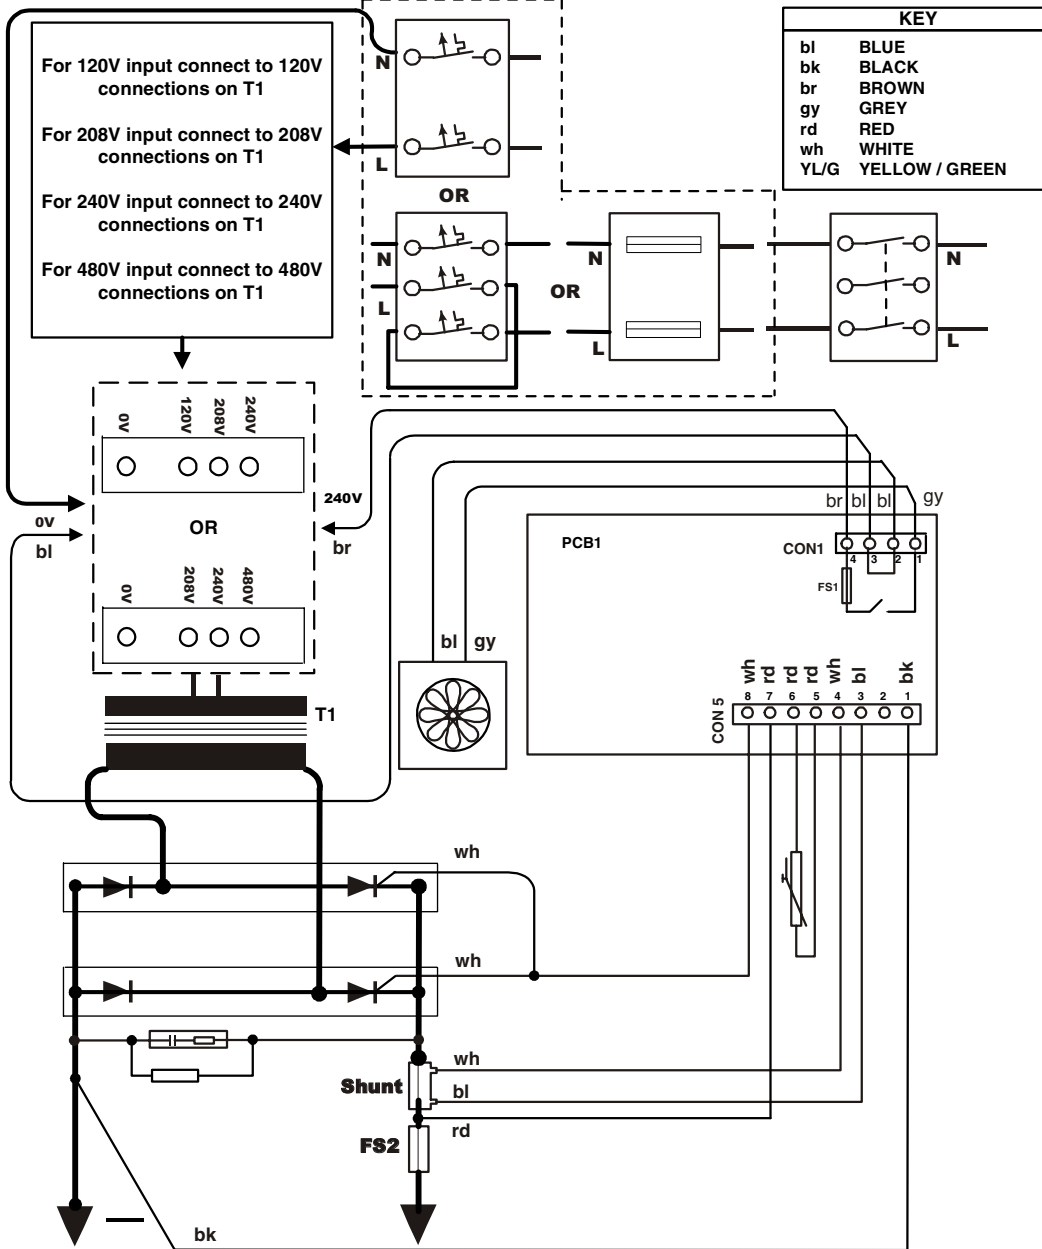 KEY
bl BLUE
bk BLACK
br BROWN
gy GREY
rd RED
wh WHITE
YL/G YELLOW / GREEN
For 120V input connect to 120V
connections on T1
For 208V input connect to 208V
connections on T1
For 240V input connect to 240V
connections on T1
For 480V input connect to 480V
connections on T1
N
L
OR
N
L
OR
N
L
N
L
0V 120V 208V 240V
OR
0V 208V 240V 480V
0V
bl
240V
br
T1
bl gy
br bl bl gy
PCB1
CON1
4 3 2 1
FS1
wh rd rd rd wh bl bk
8 7 6 5 4 3 2 1
CON 5
wh
wh
wh
Shunt
bl
rd
FS2
bk